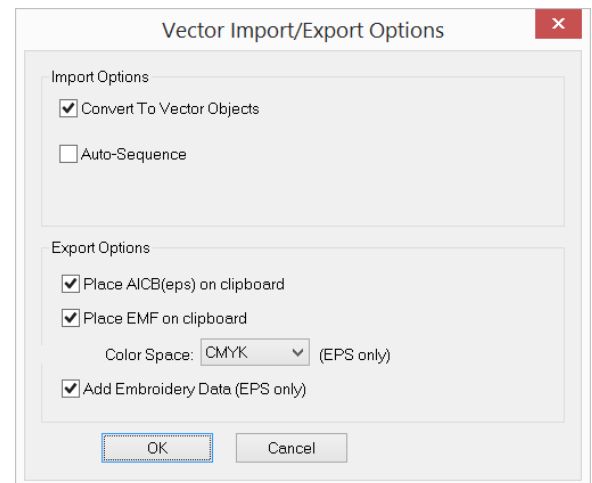 Vector Import/Export Options
Import Options
Convert To Vector Objects
Auto-Sequence
Export Options
Place AICB(eps) on clipboard
Place EMF on clipboard
Color Space: CMYK (EPS only)
Add Embroidery Data (EPS only)
OK Cancel